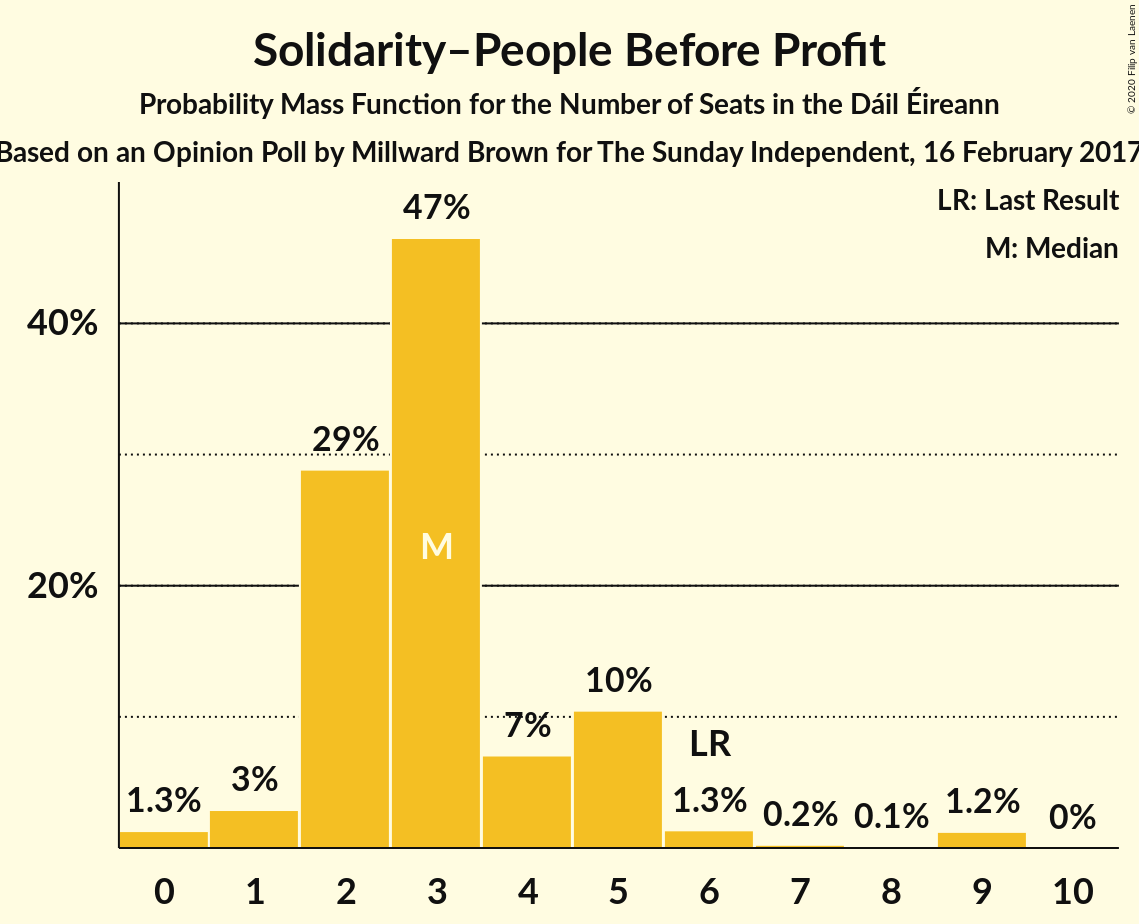 Solidarity–People Before Profit
Probability Mass Function for the Number of Seats in the Dáil Éireann
Based on an Opinion Poll by Millward Brown for The Sunday Independent, 16 February 2017
© 2020 Filip van Laenen
LR: Last Result
M: Median
47%
40%
29%
M
20%
10%
7%
LR
3%
1.3%
1.3%
0.2%
0.1%
1.2%
0%
0 1 2 3 4 5 6 7 8 9 10